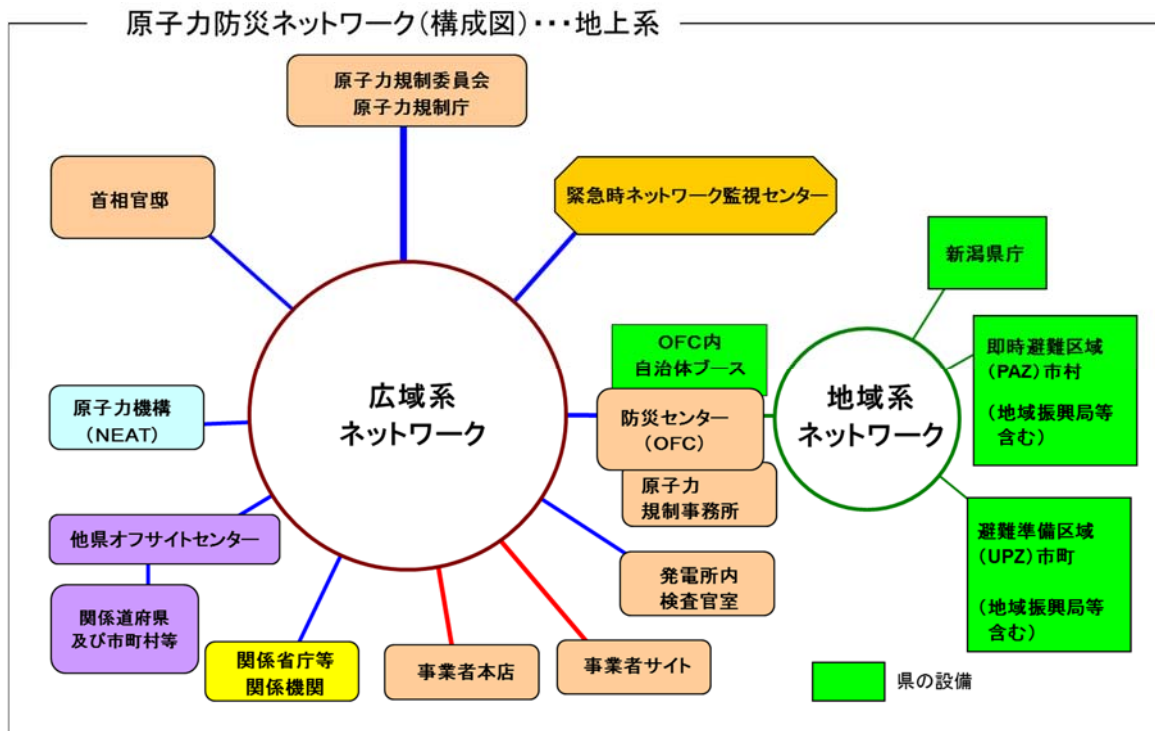 原子力防災ネットワーク(構成図)・・・地上系
原子力規制委員会
原子力規制庁
首相官邸
緊急時ネットワーク監視センター
新潟県庁
OFC内
自治体ブース
即時避難区域
(PAZ)市村
(地域振興局等
含む)
広域系
ネットワーク
防災センター
(OFC)
地域系
ネットワーク
原子力機構
(NEAT)
原子力
規制事務所
他県オフサイトセンター
避難準備区域
(UPZ)市町
(地域振興局等
含む)
発電所内
検査官室
関係道府県
及び市町村等
関係省庁等
関係機関
事業者本店
事業者サイト
県の設備